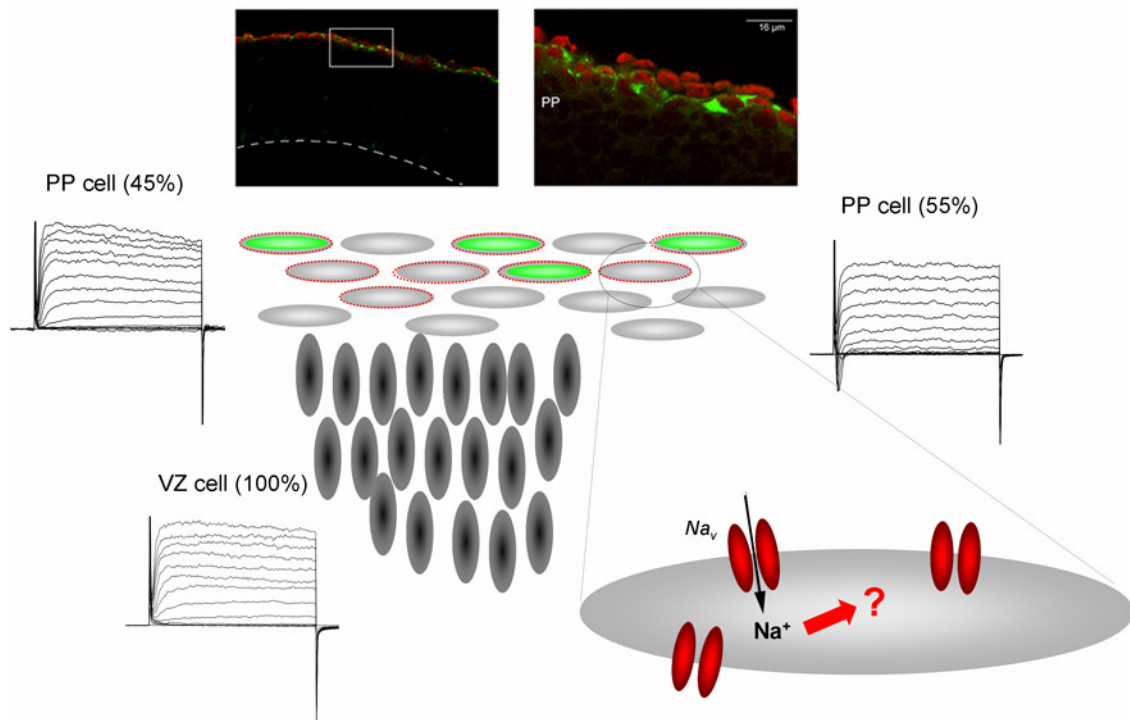 16 µm
PP
PP cell (45%)
PP cell (55%)
VZ cell (100%)
Naᵥ
Na⁺
?